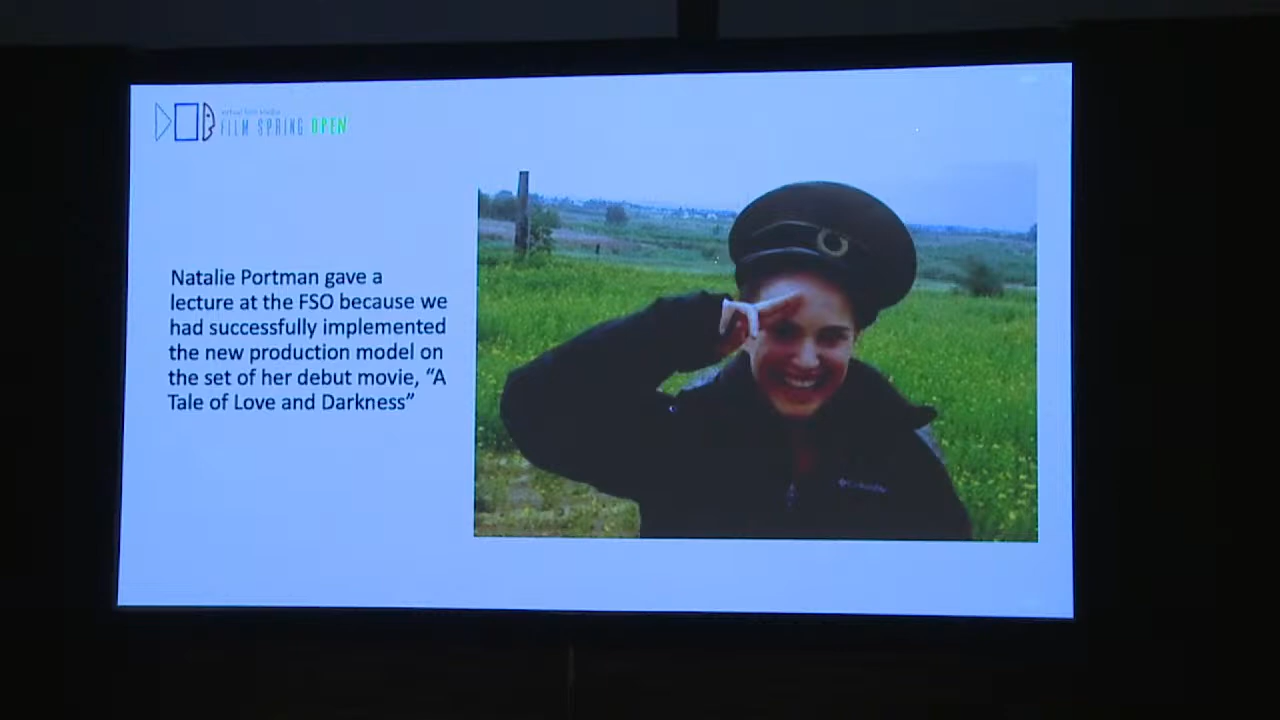 FILM SPRING OPEN
Natalie Portman gave a
lecture at the FSO because we
had successfully implemented
the new production model on
the set of her debut movie, “A
Tale of Love and Darkness”
Columbia